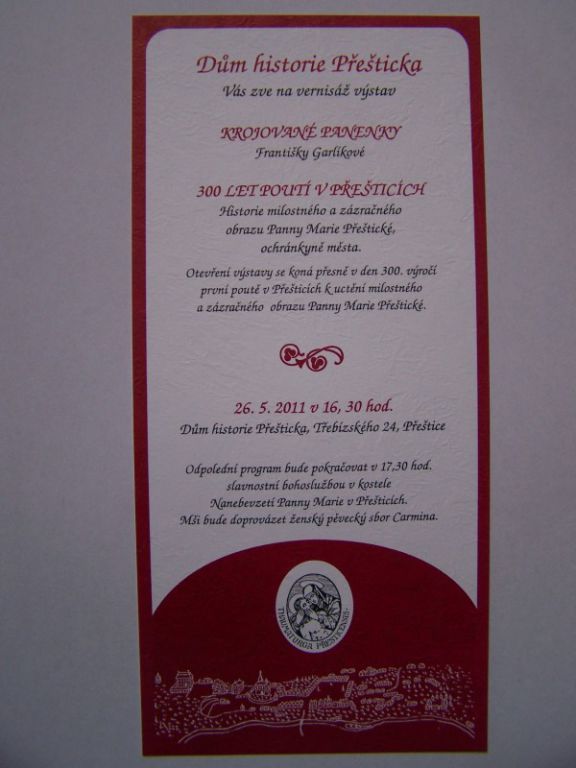 Dům historie Přešticka
Vás zve na vernisáž výstav
KROJOVANÉ PANENKY
Františky Garlíkové
300 LET POUTÍ V PŘEŠTICÍCH
Historie milostného a zázračného
obrazu Panny Marie Přeštické,
ochránkyně města.
Otevření výstavy se koná přesně v den 300. výročí
první poutě v Přešticích k uctění milostného
a zázračného obrazu Panny Marie Přeštické.
26. 5. 2011 v 16, 30 hod.
Dům historie Přešticka, Třebízského 24, Přeštice
Odpolední program bude pokračovat v 17,30 hod.
slavnostní bohoslužbou v kostele
Nanebevzetí Panny Marie v Přešticích.
Mši bude doprovázet ženský pěvecký sbor Carmina.
THAUMATURGA PŘESTICENSIS